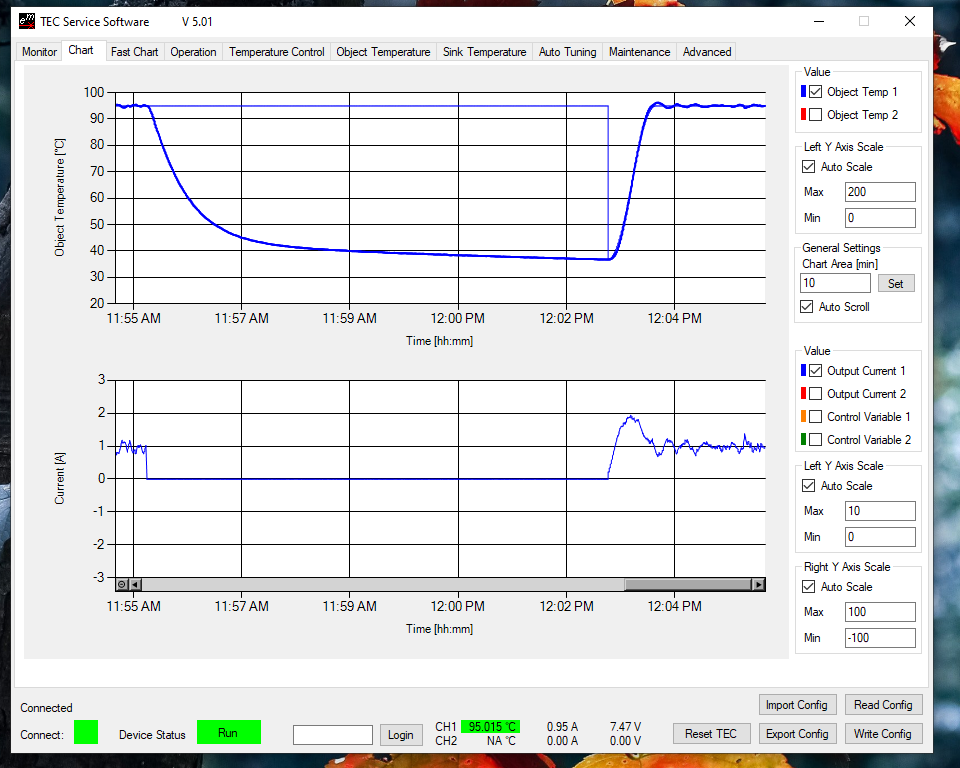 TEC Service Software V 5.01
Monitor Chart Fast Chart Operation Temperature Control Object Temperature Sink Temperature Auto Tuning Maintenance Advanced
Object Temperature [°C]
100
90
80
70
60
50
40
30
20
11:55 AM 11:57 AM 11:59 AM 12:00 PM 12:02 PM 12:04 PM
Time [hh:mm]
Current [A]
3
2
1
0
-1
-2
-3
11:55 AM 11:57 AM 11:59 AM 12:00 PM 12:02 PM 12:04 PM
Time [hh:mm]
Value
Object Temp 1
Object Temp 2
Left Y Axis Scale
Auto Scale
Max 200
Min 0
General Settings
Chart Area [min]
10 Set
Auto Scroll
Value
Output Current 1
Output Current 2
Control Variable 1
Control Variable 2
Left Y Axis Scale
Auto Scale
Max 10
Min 0
Right Y Axis Scale
Auto Scale
Max 100
Min -100
Connected
Connect: Device Status Run Login
CH1 95.015 °C 0.95 A 7.47 V
CH2 NA °C 0.00 A 0.00 V
Import Config Read Config
Reset TEC Export Config Write Config